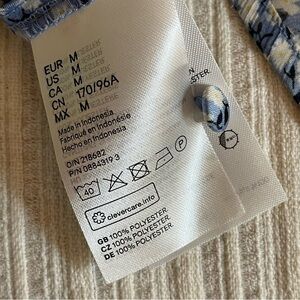 EUR M
US M
CA M
CN 170/96A
MX M
Made in Indonesia
Fabriqué en Indonésie
Hecho en Indonesia
O/N 218682
P/N 0884319 3
40
P
clevercare.info
GB 100% POLYESTER
CZ 100% POLYESTER
DE 100% POLYESTER